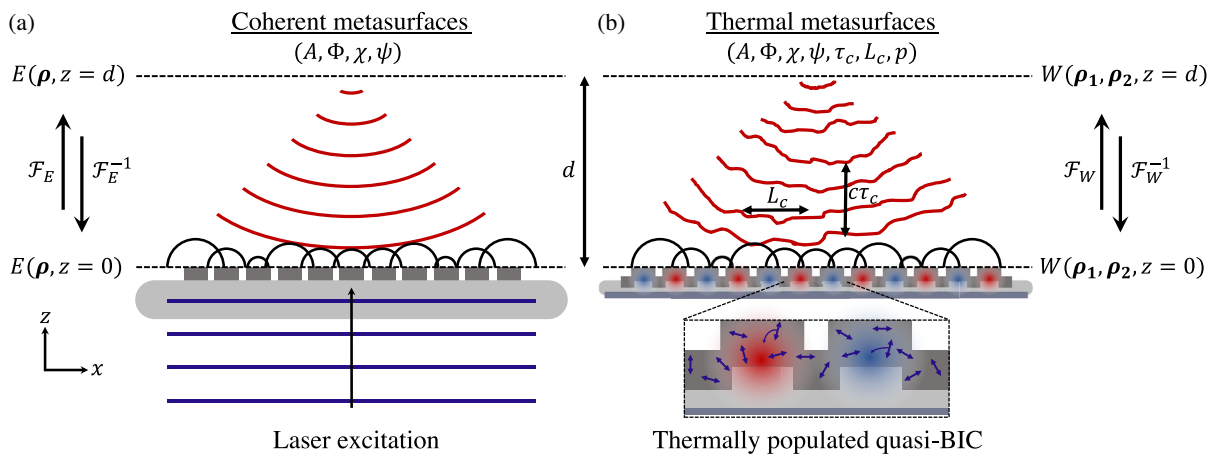 (a)
Coherent metasurfaces
(A, Φ, χ, ψ)
E(ρ, z = d)
ℱ_E
ℱ_E^{-1}
E(ρ, z = 0)
z
x
Laser excitation
d
(b)
Thermal metasurfaces
(A, Φ, χ, ψ, τ_c, L_c, p)
W(ρ₁, ρ₂, z = d)
L_c
cτ_c
ℱ_W
ℱ_W^{-1}
W(ρ₁, ρ₂, z = 0)
Thermally populated quasi-BIC